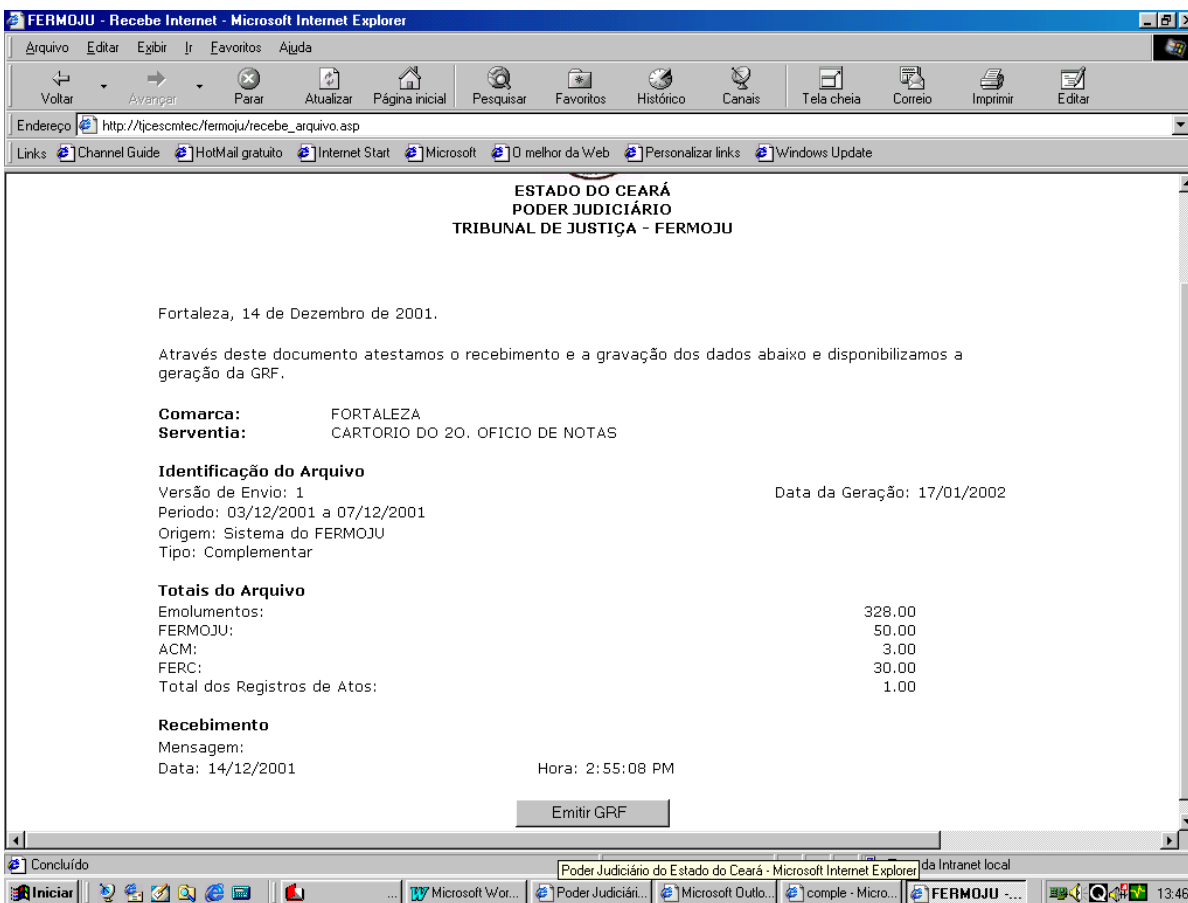 FERMOJU - Recebe Internet - Microsoft Internet Explorer
Arquivo Editar Exibir Ir Favoritos Ajuda
Voltar Avançar Parar Atualizar Página inicial Pesquisar Favoritos Histórico Canais Tela cheia Correio Imprimir Editar
Endereço http://tjcescmtec/fermoju/recebe_arquivo.asp
Links Channel Guide HotMail gratuito Internet Start Microsoft O melhor da Web Personalizar links Windows Update
ESTADO DO CEARÁ
PODER JUDICIÁRIO
TRIBUNAL DE JUSTIÇA - FERMOJU
Fortaleza, 14 de Dezembro de 2001.
Através deste documento atestamos o recebimento e a gravação dos dados abaixo e disponibilizamos a
geração da GRF.
Comarca: FORTALEZA
Serventia: CARTORIO DO 2O. OFICIO DE NOTAS
Identificação do Arquivo
Versão de Envio: 1 Data da Geração: 17/01/2002
Periodo: 03/12/2001 a 07/12/2001
Origem: Sistema do FERMOJU
Tipo: Complementar
Totais do Arquivo
Emolumentos: 328.00
FERMOJU: 50.00
ACM: 3.00
FERC: 30.00
Total dos Registros de Atos: 1.00
Recebimento
Mensagem:
Data: 14/12/2001 Hora: 2:55:08 PM
Emitir GRF
Concluído da Intranet local
Poder Judiciário do Estado do Ceará - Microsoft Internet Explorer
Iniciar ... Microsoft Wor... Poder Judiciári... Microsoft Outlo... comple - Micro... FERMOJU -... 13:46